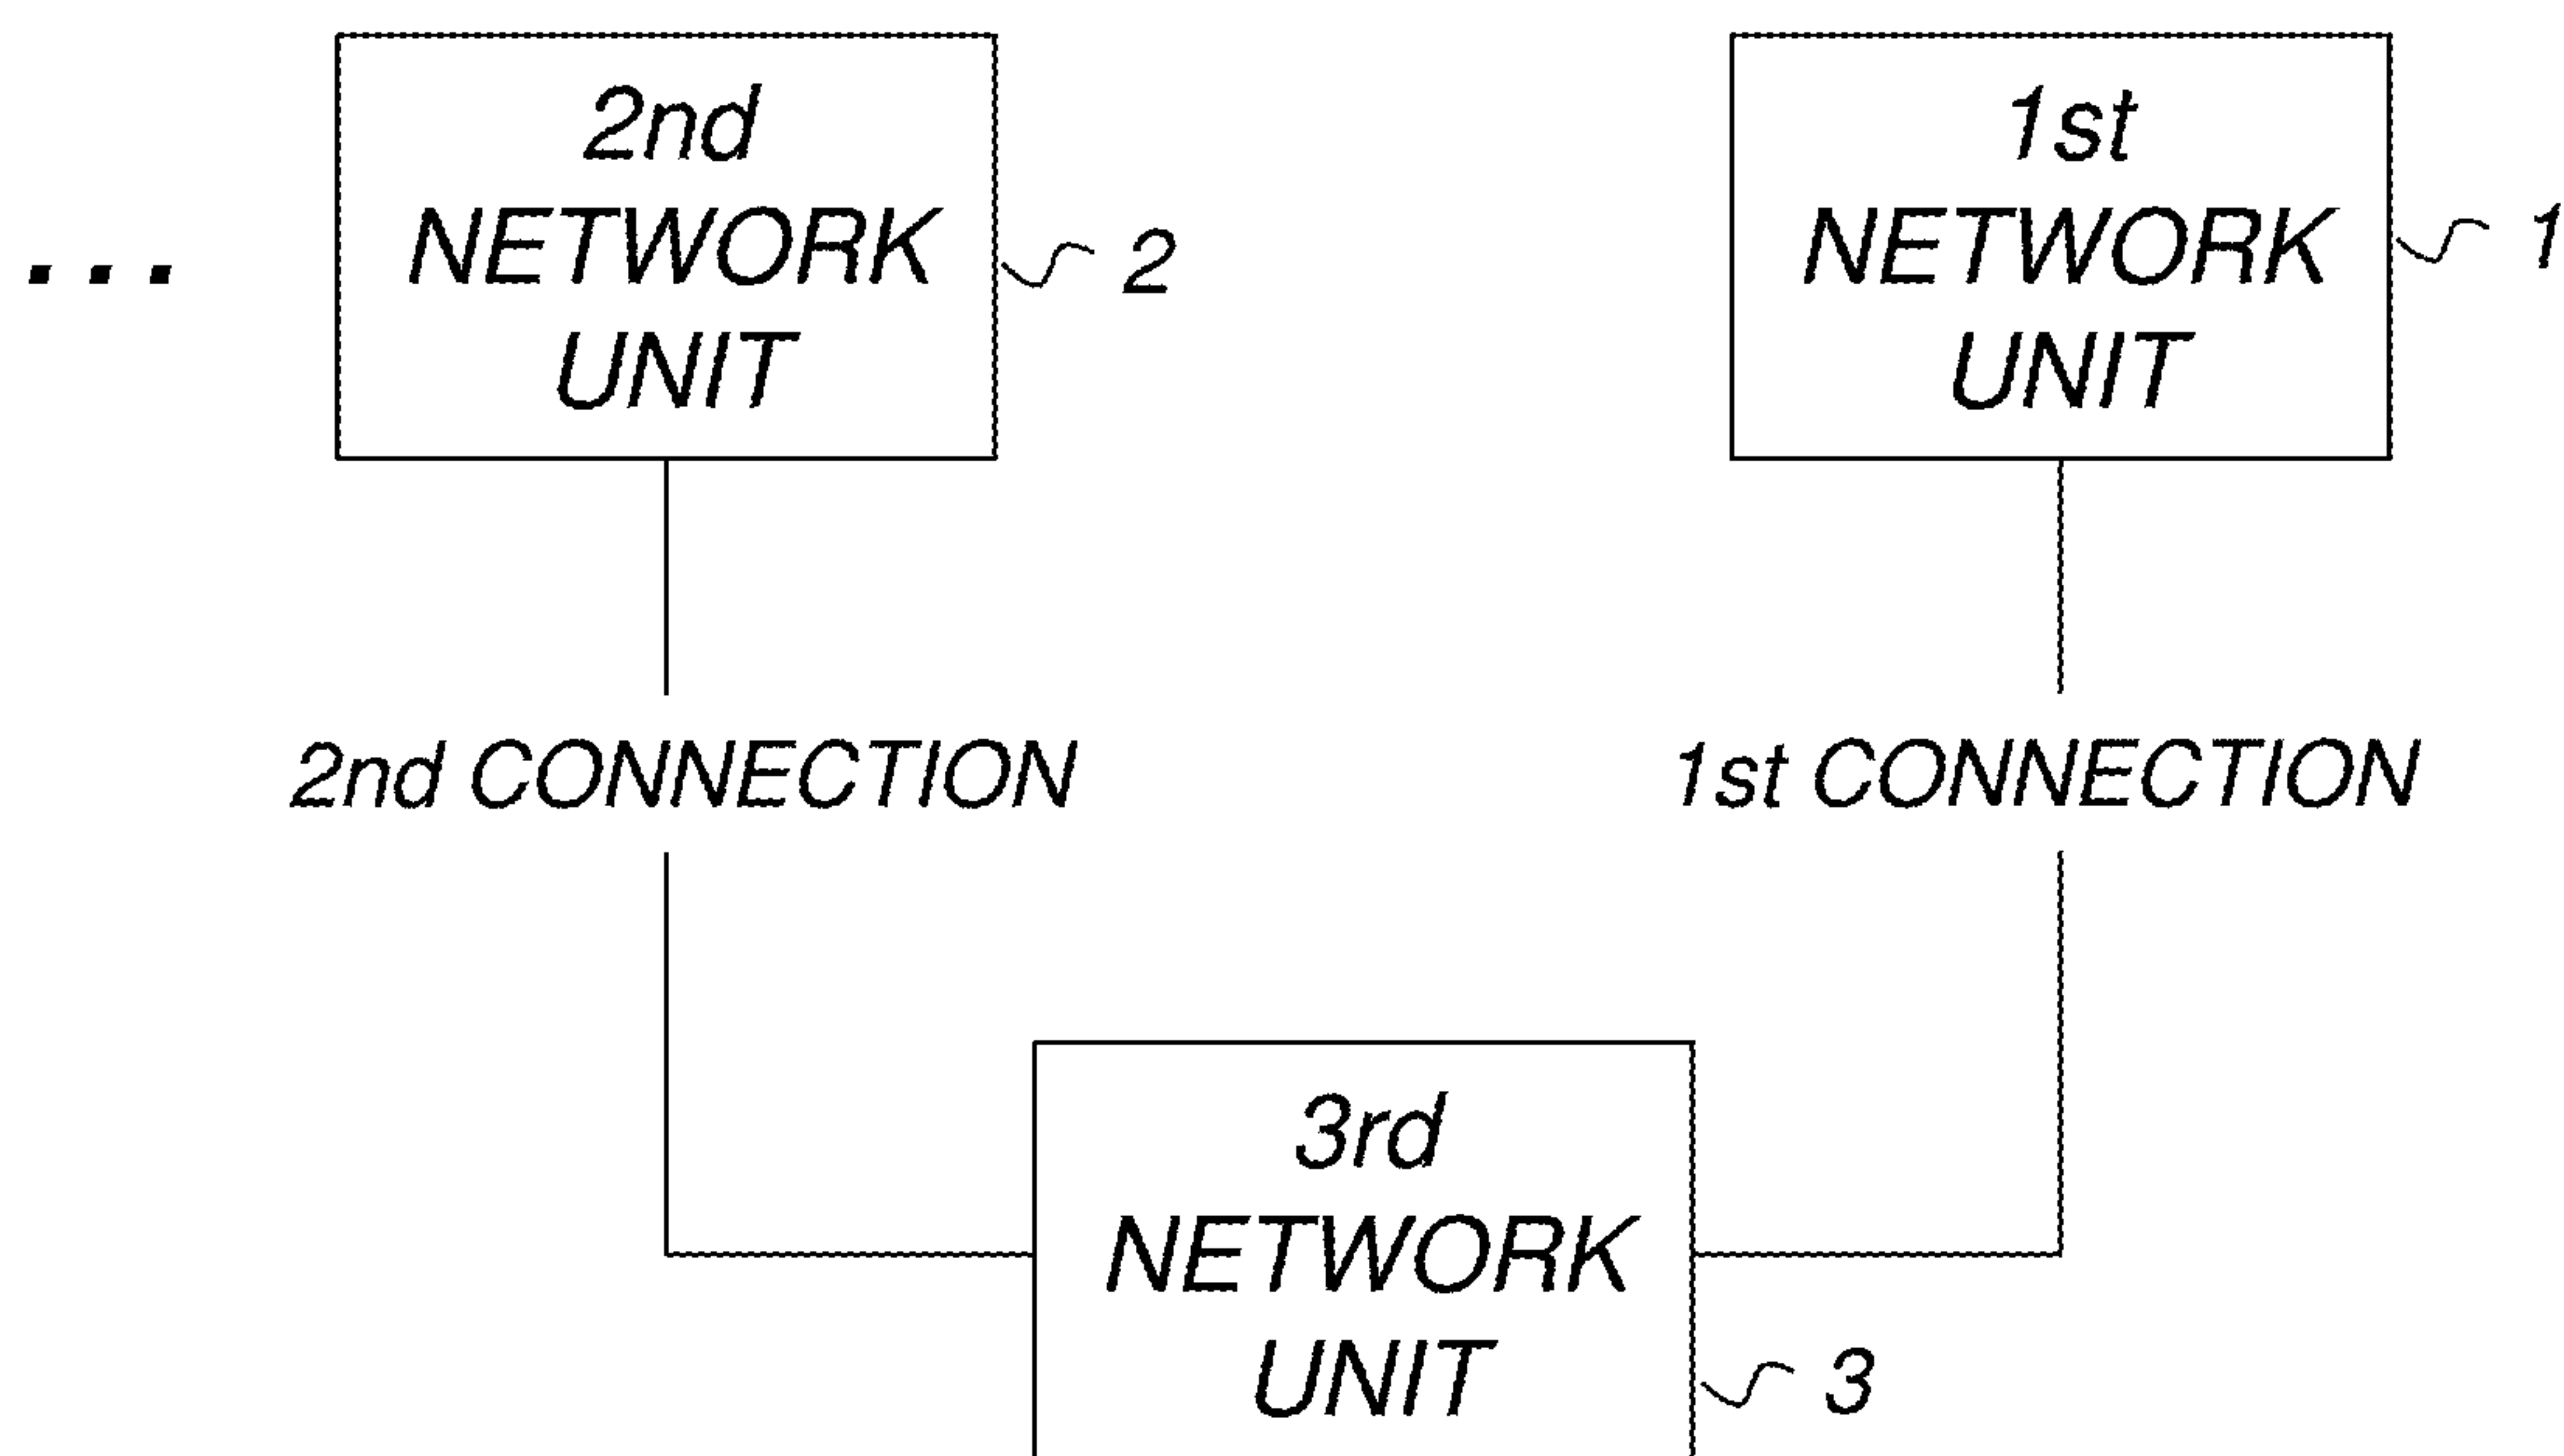 ...
2nd
NETWORK
UNIT
2
1st
NETWORK
UNIT
1
2nd CONNECTION
1st CONNECTION
3rd
NETWORK
UNIT
3